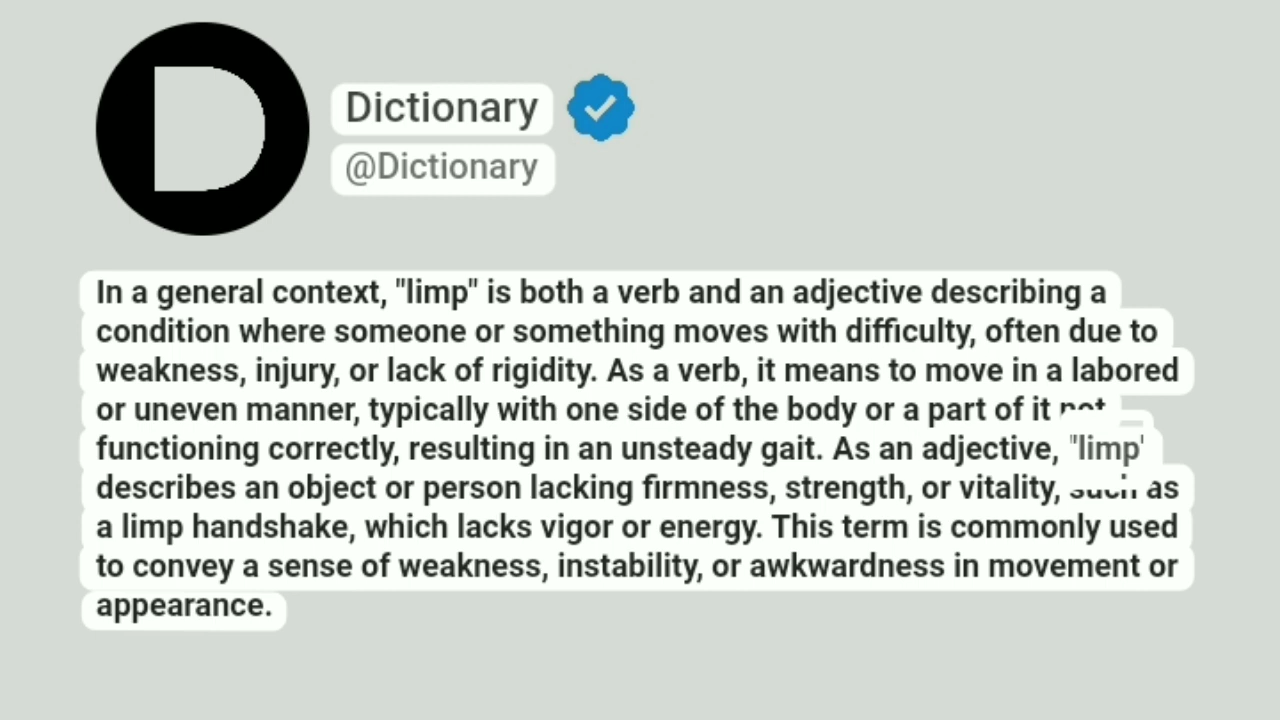 D
Dictionary
@Dictionary
In a general context, "limp" is both a verb and an adjective describing a
condition where someone or something moves with difficulty, often due to
weakness, injury, or lack of rigidity. As a verb, it means to move in a labored
or uneven manner, typically with one side of the body or a part of it not
functioning correctly, resulting in an unsteady gait. As an adjective, "limp'
describes an object or person lacking firmness, strength, or vitality, such as
a limp handshake, which lacks vigor or energy. This term is commonly used
to convey a sense of weakness, instability, or awkwardness in movement or
appearance.